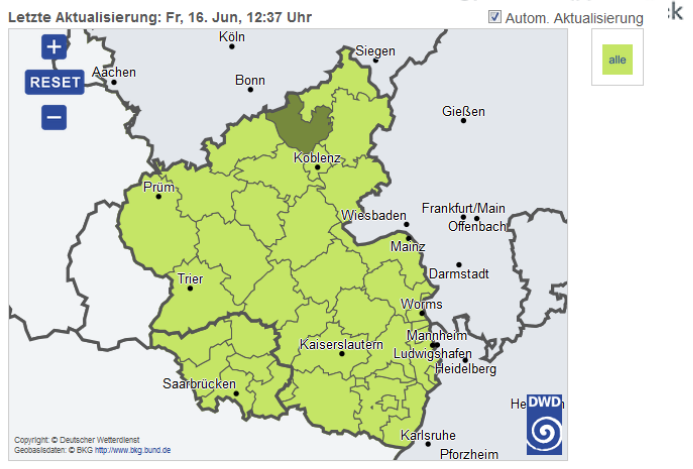 ck
Letzte Aktualisierung: Fr, 16. Jun, 12:37 Uhr
Autom. Aktualisierung
Köln
Siegen
alle
RESET
Aachen
Bonn
Gießen
Koblenz
Prüm
Wiesbaden
Frankfurt/Main
Offenbach
Mainz
Trier
Darmstadt
Worms
Kaiserslautern
Mannheim
Ludwigshafen
Heidelberg
Saarbrücken
DWD
Karlsruhe
Pforzheim
Copyright: © Deutscher Wetterdienst
Geobasisdaten: © BKG http://www.bkg.bund.de